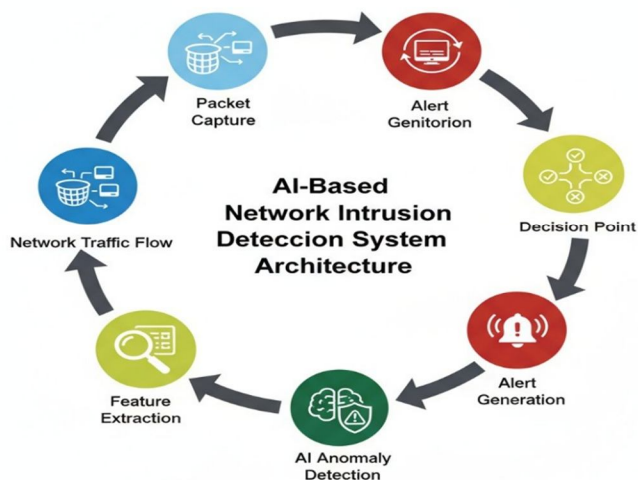 Packet
Capture
Alert
Genitorion
Decision Point
Alert
Generation
AI Anomaly
Detection
Feature
Extraction
Network Traffic Flow
AI-Based
Network Intrusion
Deteccion System
Architecture